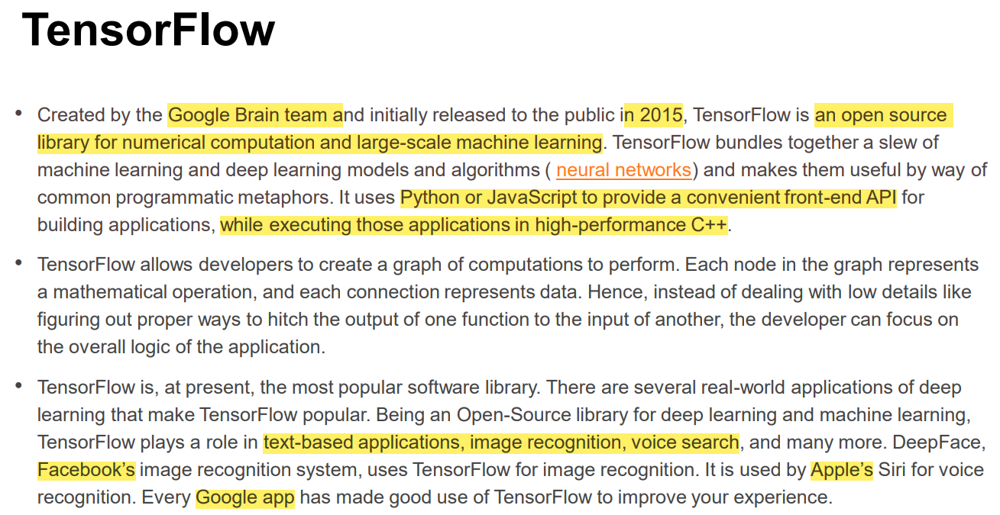 TensorFlow
• Created by the Google Brain team and initially released to the public in 2015, TensorFlow is an open source
library for numerical computation and large-scale machine learning. TensorFlow bundles together a slew of
machine learning and deep learning models and algorithms ( neural networks) and makes them useful by way of
common programmatic metaphors. It uses Python or JavaScript to provide a convenient front-end API for
building applications, while executing those applications in high-performance C++.
• TensorFlow allows developers to create a graph of computations to perform. Each node in the graph represents
a mathematical operation, and each connection represents data. Hence, instead of dealing with low details like
figuring out proper ways to hitch the output of one function to the input of another, the developer can focus on
the overall logic of the application.
• TensorFlow is, at present, the most popular software library. There are several real-world applications of deep
learning that make TensorFlow popular. Being an Open-Source library for deep learning and machine learning,
TensorFlow plays a role in text-based applications, image recognition, voice search, and many more. DeepFace,
Facebook’s image recognition system, uses TensorFlow for image recognition. It is used by Apple’s Siri for voice
recognition. Every Google app has made good use of TensorFlow to improve your experience.